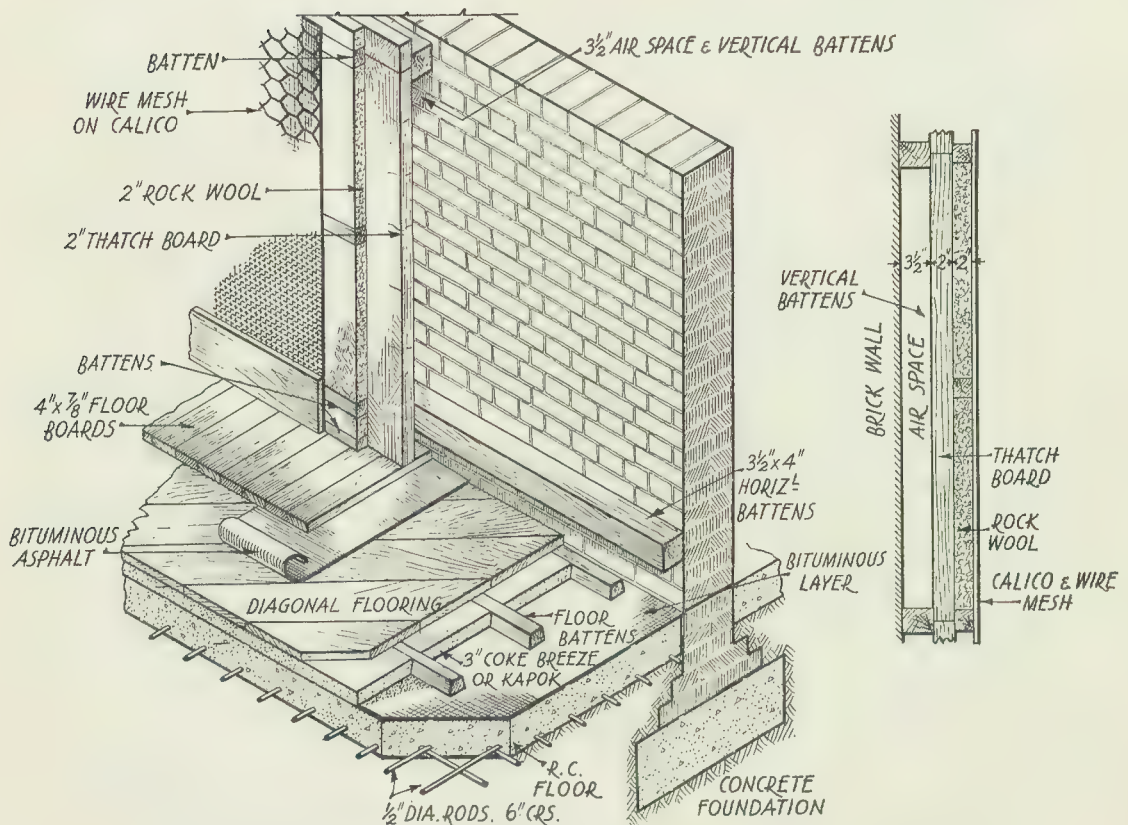 3½" AIR SPACE & VERTICAL BATTENS
BATTEN
WIRE MESH
ON CALICO
2" ROCK WOOL
2" THATCH BOARD
BATTENS
4" x ⅞" FLOOR
BOARDS
BITUMINOUS
ASPHALT
DIAGONAL FLOORING
FLOOR
BATTENS
3" COKE BREEZE
OR KAPOK
3½" x 4"
HORIZL
BATTENS
BITUMINOUS
LAYER
R.C.
FLOOR
½" DIA. RODS. 6" CRS.
CONCRETE
FOUNDATION
3½" 2" 2"
VERTICAL
BATTENS
BRICK WALL
AIR SPACE
THATCH
BOARD
ROCK
WOOL
CALICO & WIRE
MESH